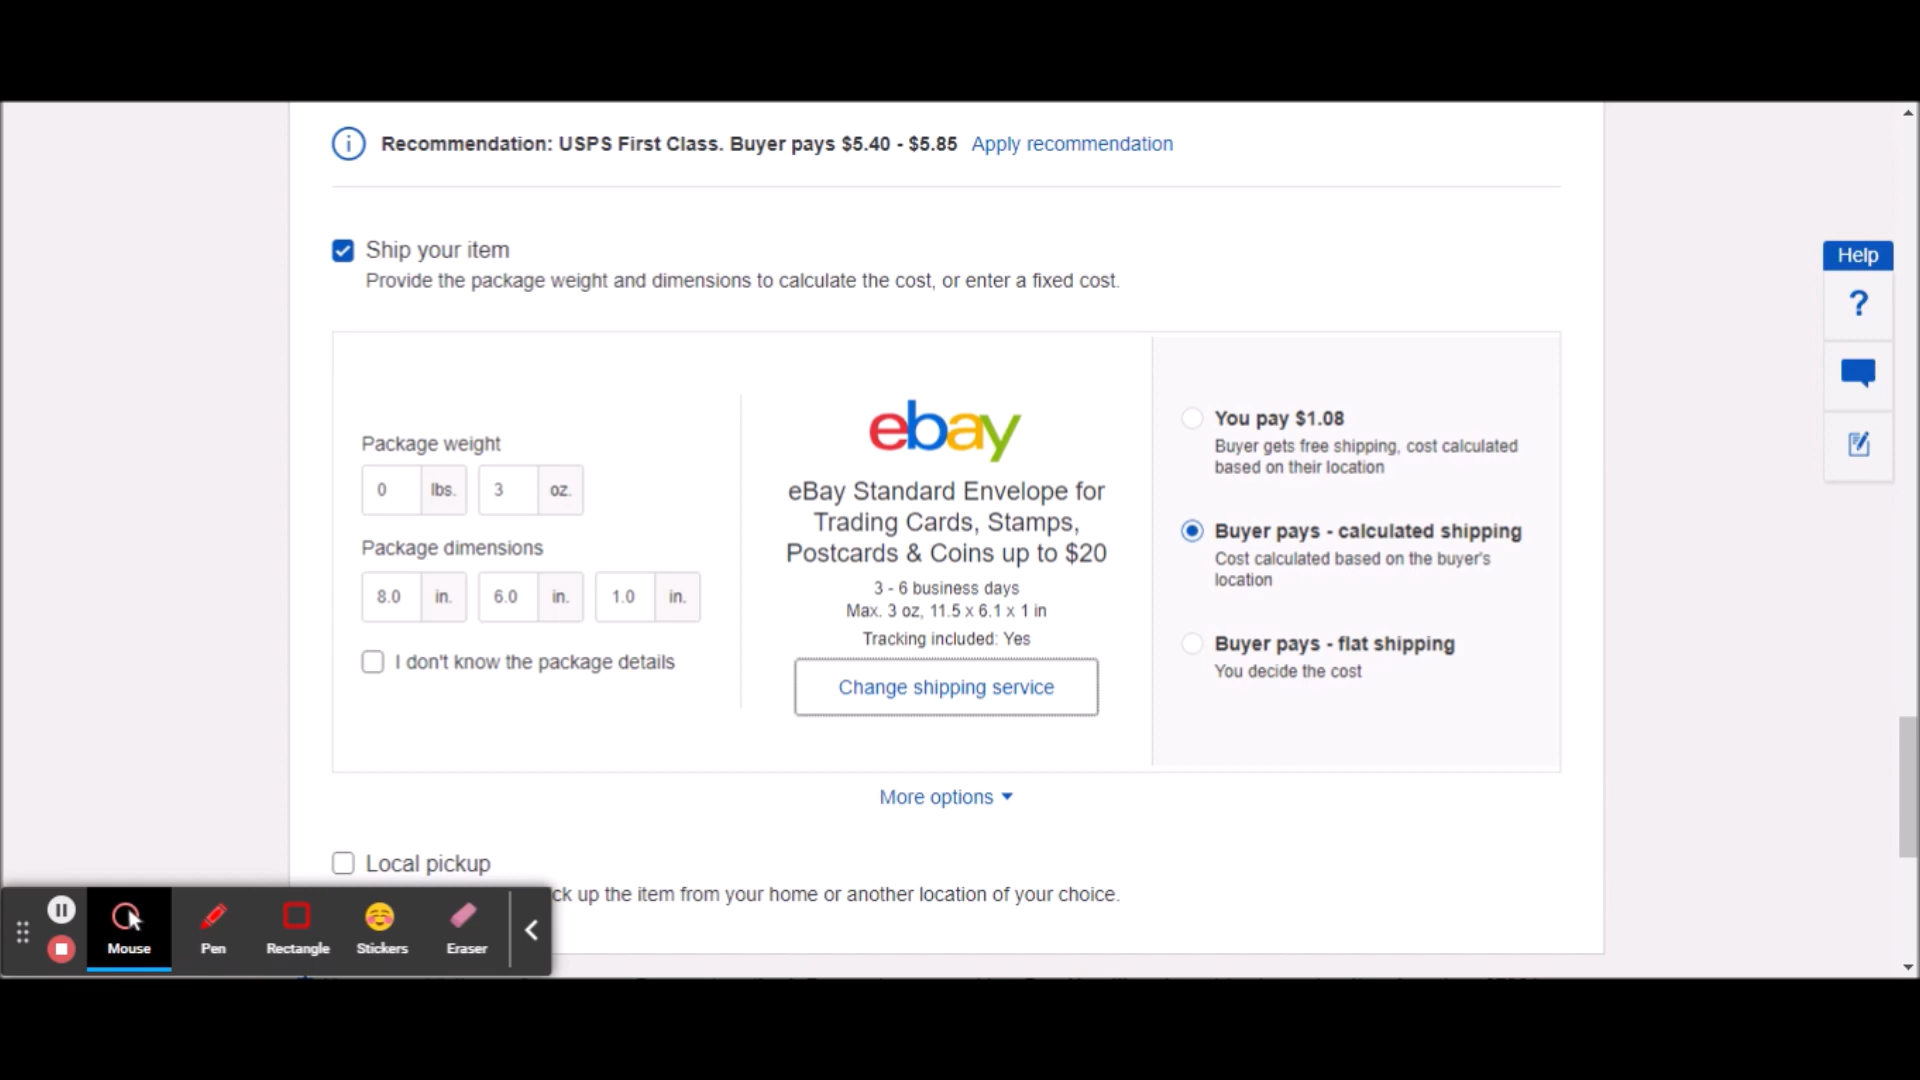 Recommendation: USPS First Class. Buyer pays $5.40 - $5.85 Apply recommendation
Ship your item
Provide the package weight and dimensions to calculate the cost, or enter a fixed cost.
Help
?
Package weight
0 lbs. 3 oz.
Package dimensions
8.0 in. 6.0 in. 1.0 in.
I don't know the package details
ebay
eBay Standard Envelope for
Trading Cards, Stamps,
Postcards & Coins up to $20
3 - 6 business days
Max. 3 oz, 11.5 x 6.1 x 1 in
Tracking included: Yes
Change shipping service
You pay $1.08
Buyer gets free shipping, cost calculated
based on their location
Buyer pays - calculated shipping
Cost calculated based on the buyer's
location
Buyer pays - flat shipping
You decide the cost
More options
Local pickup
ck up the item from your home or another location of your choice.
Mouse
Pen
Rectangle
Stickers
Eraser